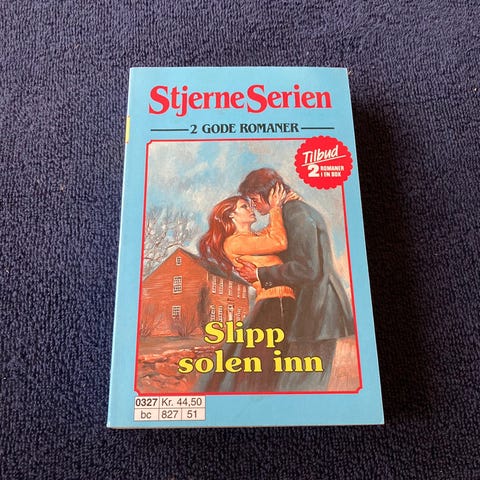 StjerneSerien
2 GODE ROMANER
Tilbud
2 ROMANER
I EN BOK
Slipp
solen inn
0327 Kr. 44,50
bc 827 51